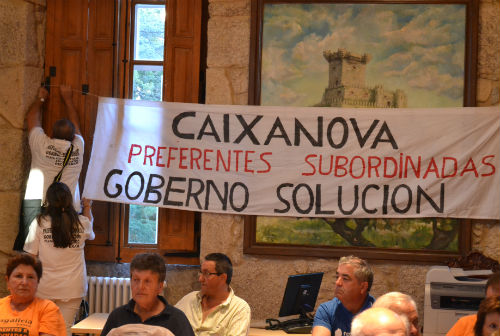 CAIXANOVA
PREFERENTES SUBORDINADAS
GOBERNO SOLUCION